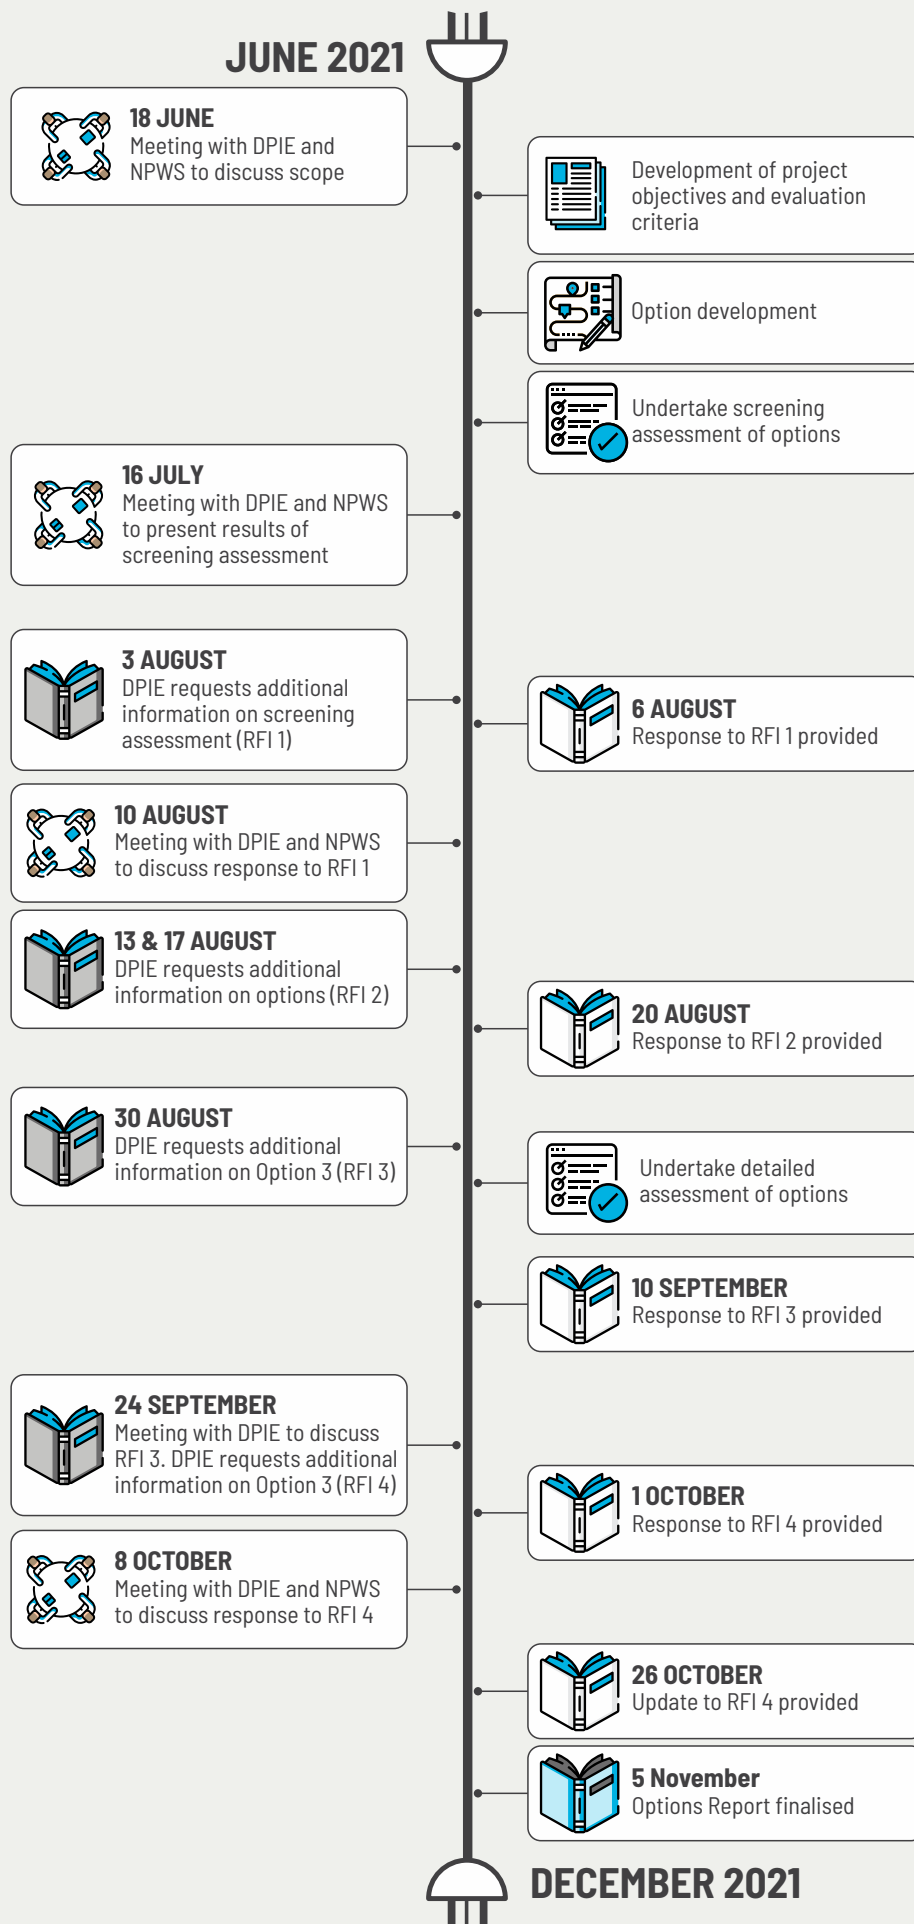 JUNE 2021
18 JUNE
Meeting with DPIE and
NPWS to discuss scope
Development of project
objectives and evaluation
criteria
Option development
Undertake screening
assessment of options
16 JULY
Meeting with DPIE and NPWS
to present results of
screening assessment
3 AUGUST
DPIE requests additional
information on screening
assessment (RFI 1)
6 AUGUST
Response to RFI 1 provided
10 AUGUST
Meeting with DPIE and NPWS
to discuss response to RFI 1
13 & 17 AUGUST
DPIE requests additional
information on options (RFI 2)
20 AUGUST
Response to RFI 2 provided
30 AUGUST
DPIE requests additional
information on Option 3 (RFI 3)
Undertake detailed
assessment of options
10 SEPTEMBER
Response to RFI 3 provided
24 SEPTEMBER
Meeting with DPIE to discuss
RFI 3. DPIE requests additional
information on Option 3 (RFI 4)
1 OCTOBER
Response to RFI 4 provided
8 OCTOBER
Meeting with DPIE and NPWS
to discuss response to RFI 4
26 OCTOBER
Update to RFI 4 provided
5 November
Options Report finalised
DECEMBER 2021